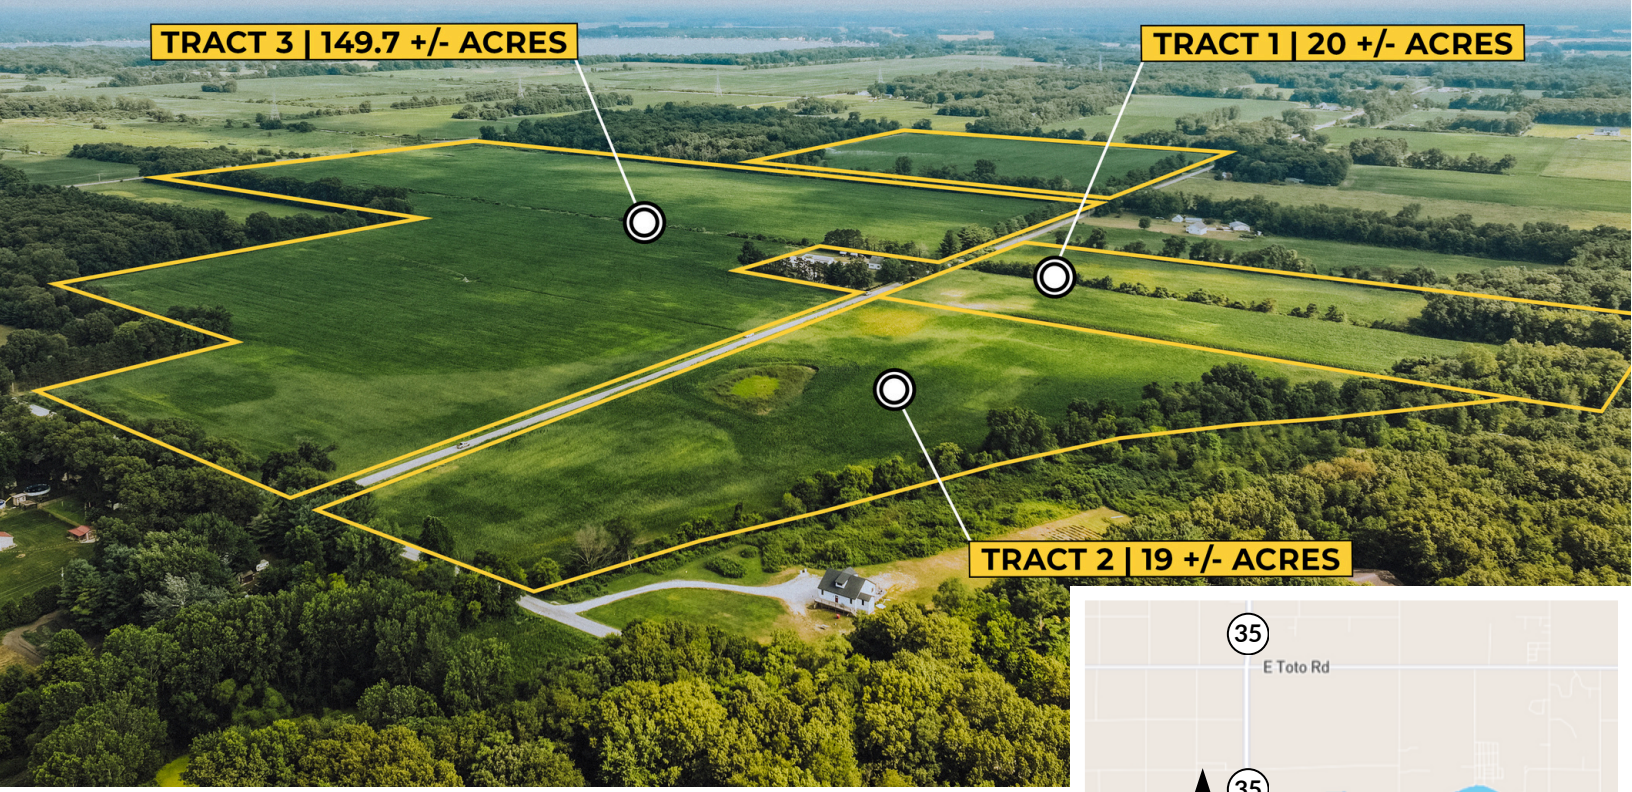 TRACT 3 | 149.7 +/- ACRES
TRACT 1 | 20 +/- ACRES
TRACT 2 | 19 +/- ACRES
35
E Toto Rd
35